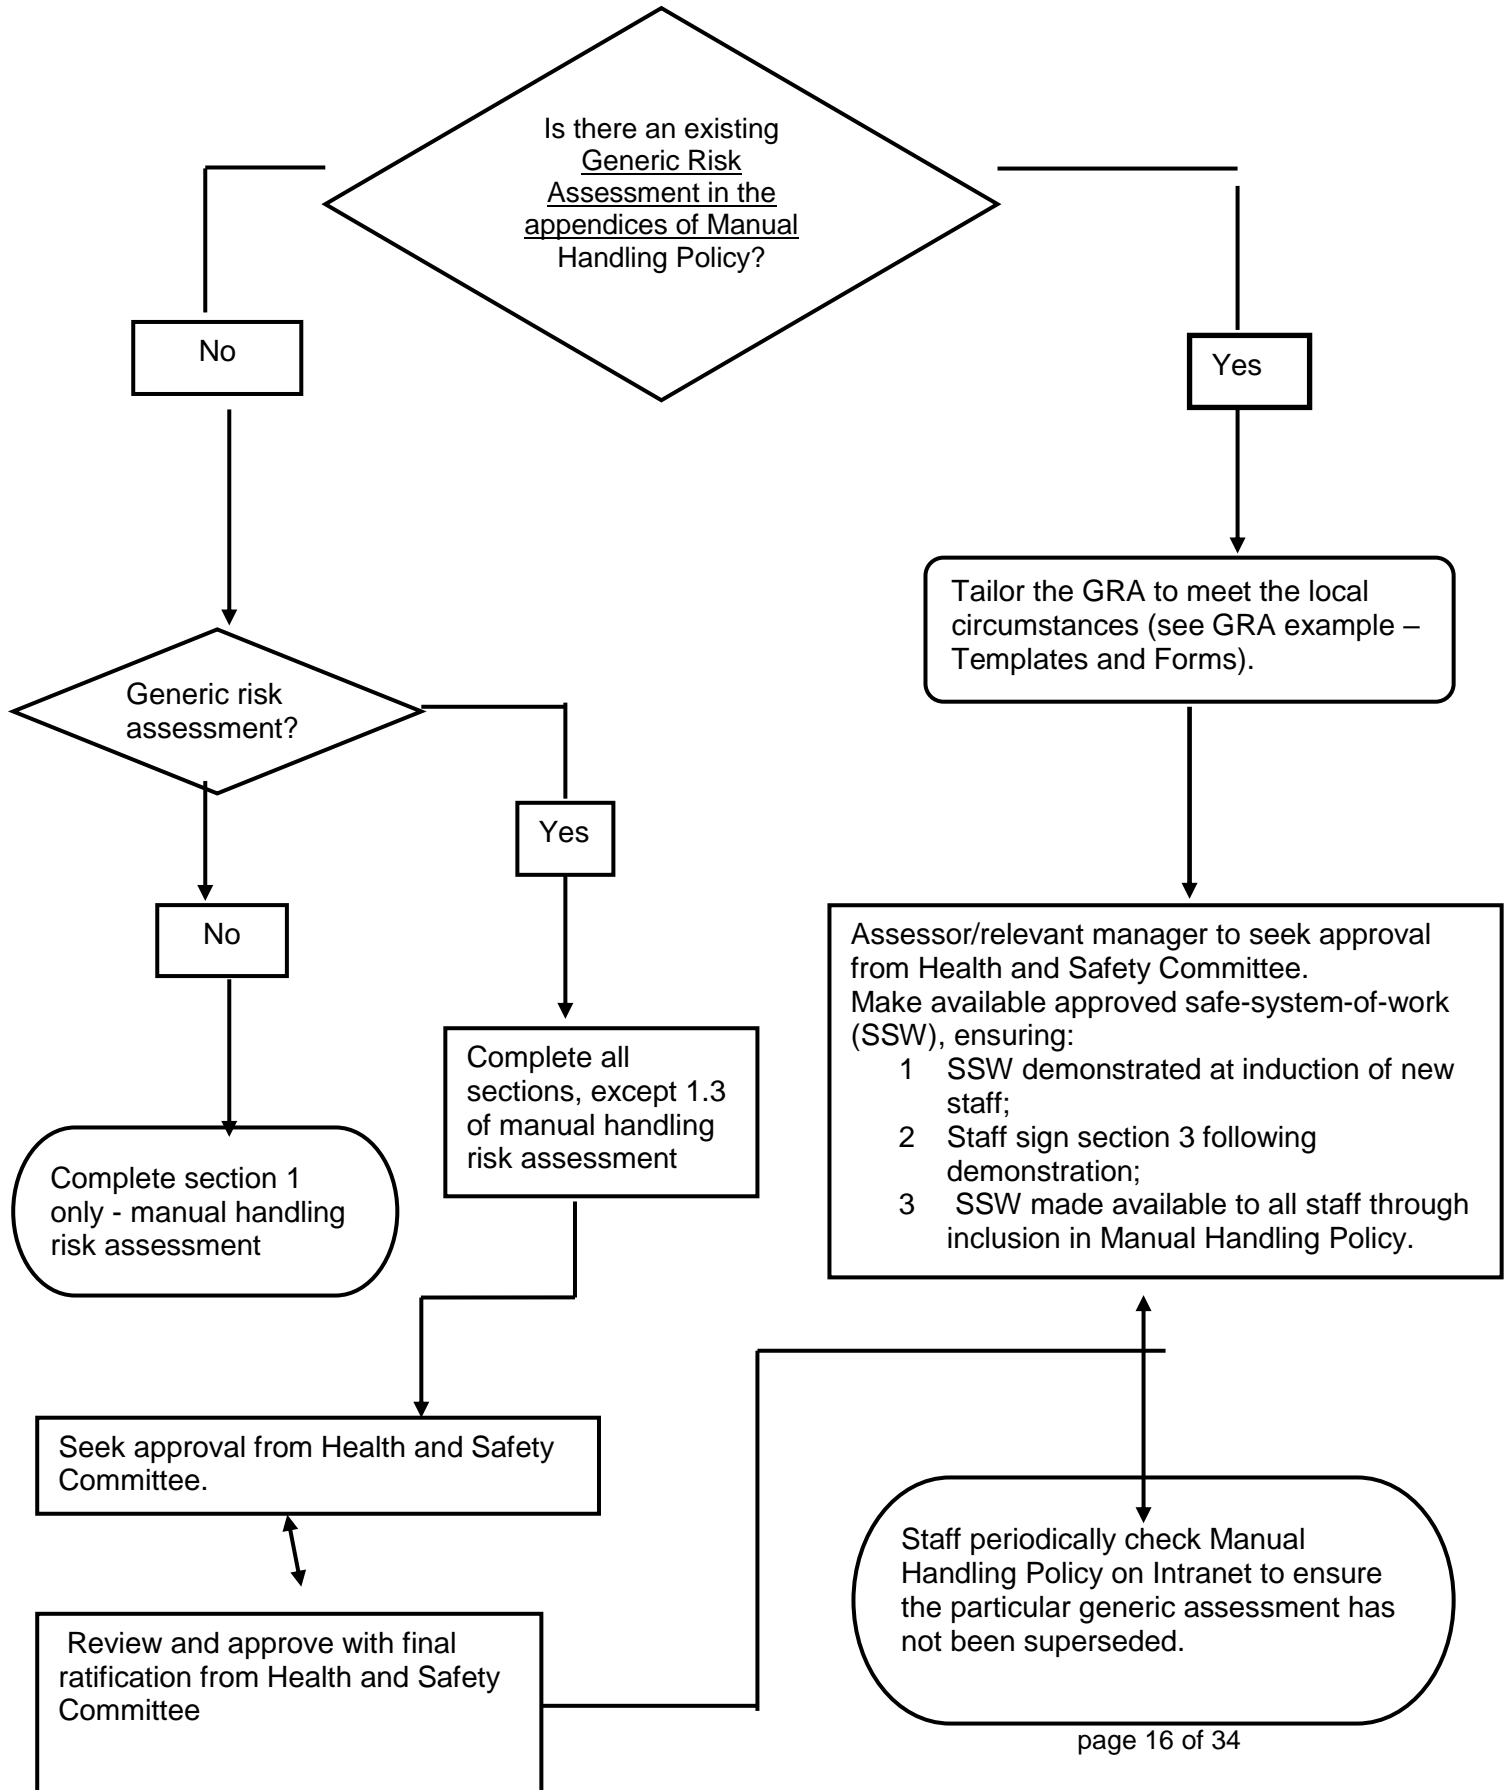 Is there an existing
Generic Risk
Assessment in the
appendices of Manual
Handling Policy?
No
Yes
Tailor the GRA to meet the local
circumstances (see GRA example –
Templates and Forms).
Generic risk
assessment?
Yes
No
Assessor/relevant manager to seek approval
from Health and Safety Committee.
Make available approved safe-system-of-work
(SSW), ensuring:
1 SSW demonstrated at induction of new
staff;
2 Staff sign section 3 following
demonstration;
3 SSW made available to all staff through
inclusion in Manual Handling Policy.
Complete all
sections, except 1.3
of manual handling
risk assessment
Complete section 1
only - manual handling
risk assessment
Seek approval from Health and Safety
Committee.
Staff periodically check Manual
Handling Policy on Intranet to ensure
the particular generic assessment has
not been superseded.
Review and approve with final
ratification from Health and Safety
Committee
page 16 of 34